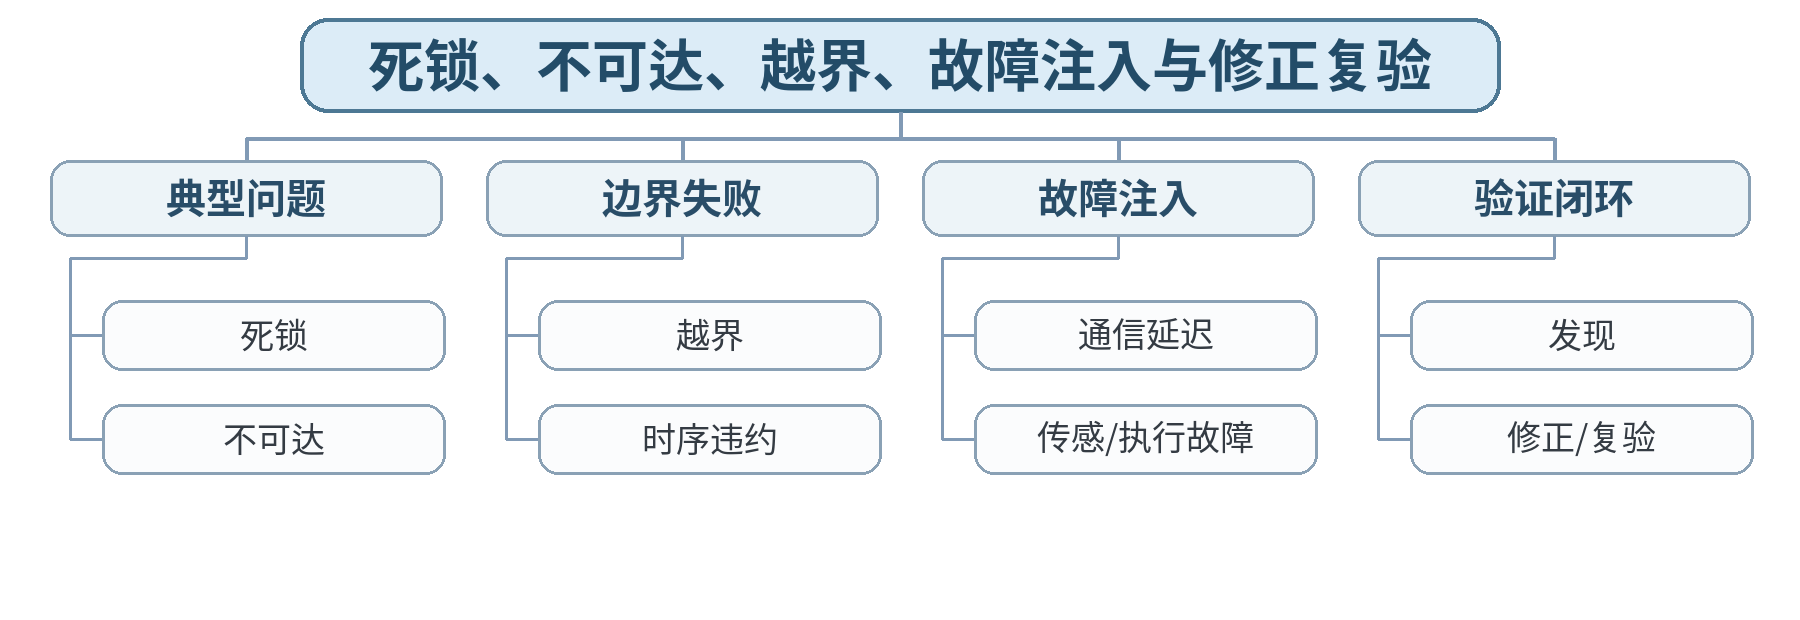 死锁、不可达、越界、故障注入与修正复验
典型问题
边界失败
故障注入
验证闭环
死锁
越界
通信延迟
发现
不可达
时序违约
传感/执行故障
修正/复验